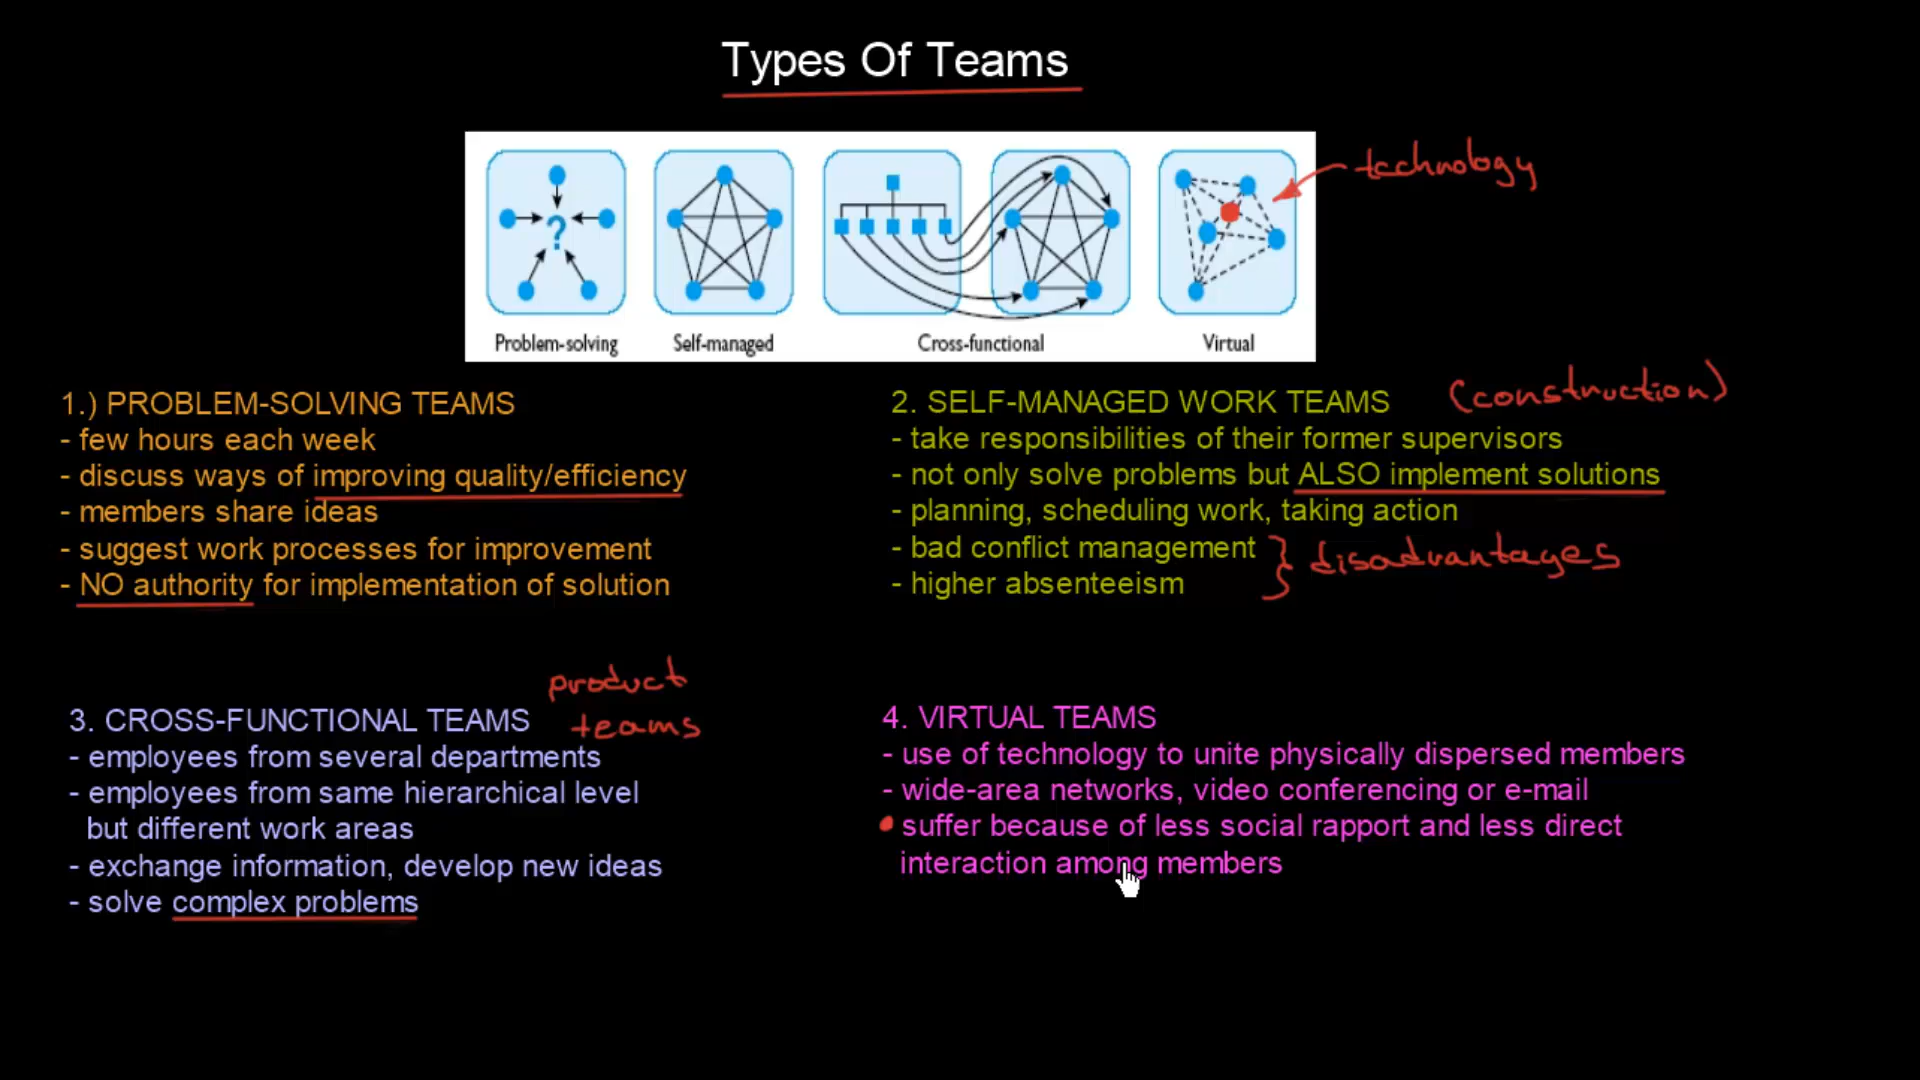 Types Of Teams
technology
?
Problem-solving Self-managed Cross-functional Virtual
1.) PROBLEM-SOLVING TEAMS
- few hours each week
- discuss ways of improving quality/efficiency
- members share ideas
- suggest work processes for improvement
- NO authority for implementation of solution
2. SELF-MANAGED WORK TEAMS (construction)
- take responsibilities of their former supervisors
- not only solve problems but ALSO implement solutions
- planning, scheduling work, taking action
- bad conflict management
- higher absenteeism
} disadvantages
product
teams
3. CROSS-FUNCTIONAL TEAMS
- employees from several departments
- employees from same hierarchical level
but different work areas
- exchange information, develop new ideas
- solve complex problems
4. VIRTUAL TEAMS
- use of technology to unite physically dispersed members
- wide-area networks, video conferencing or e-mail
- suffer because of less social rapport and less direct
interaction among members